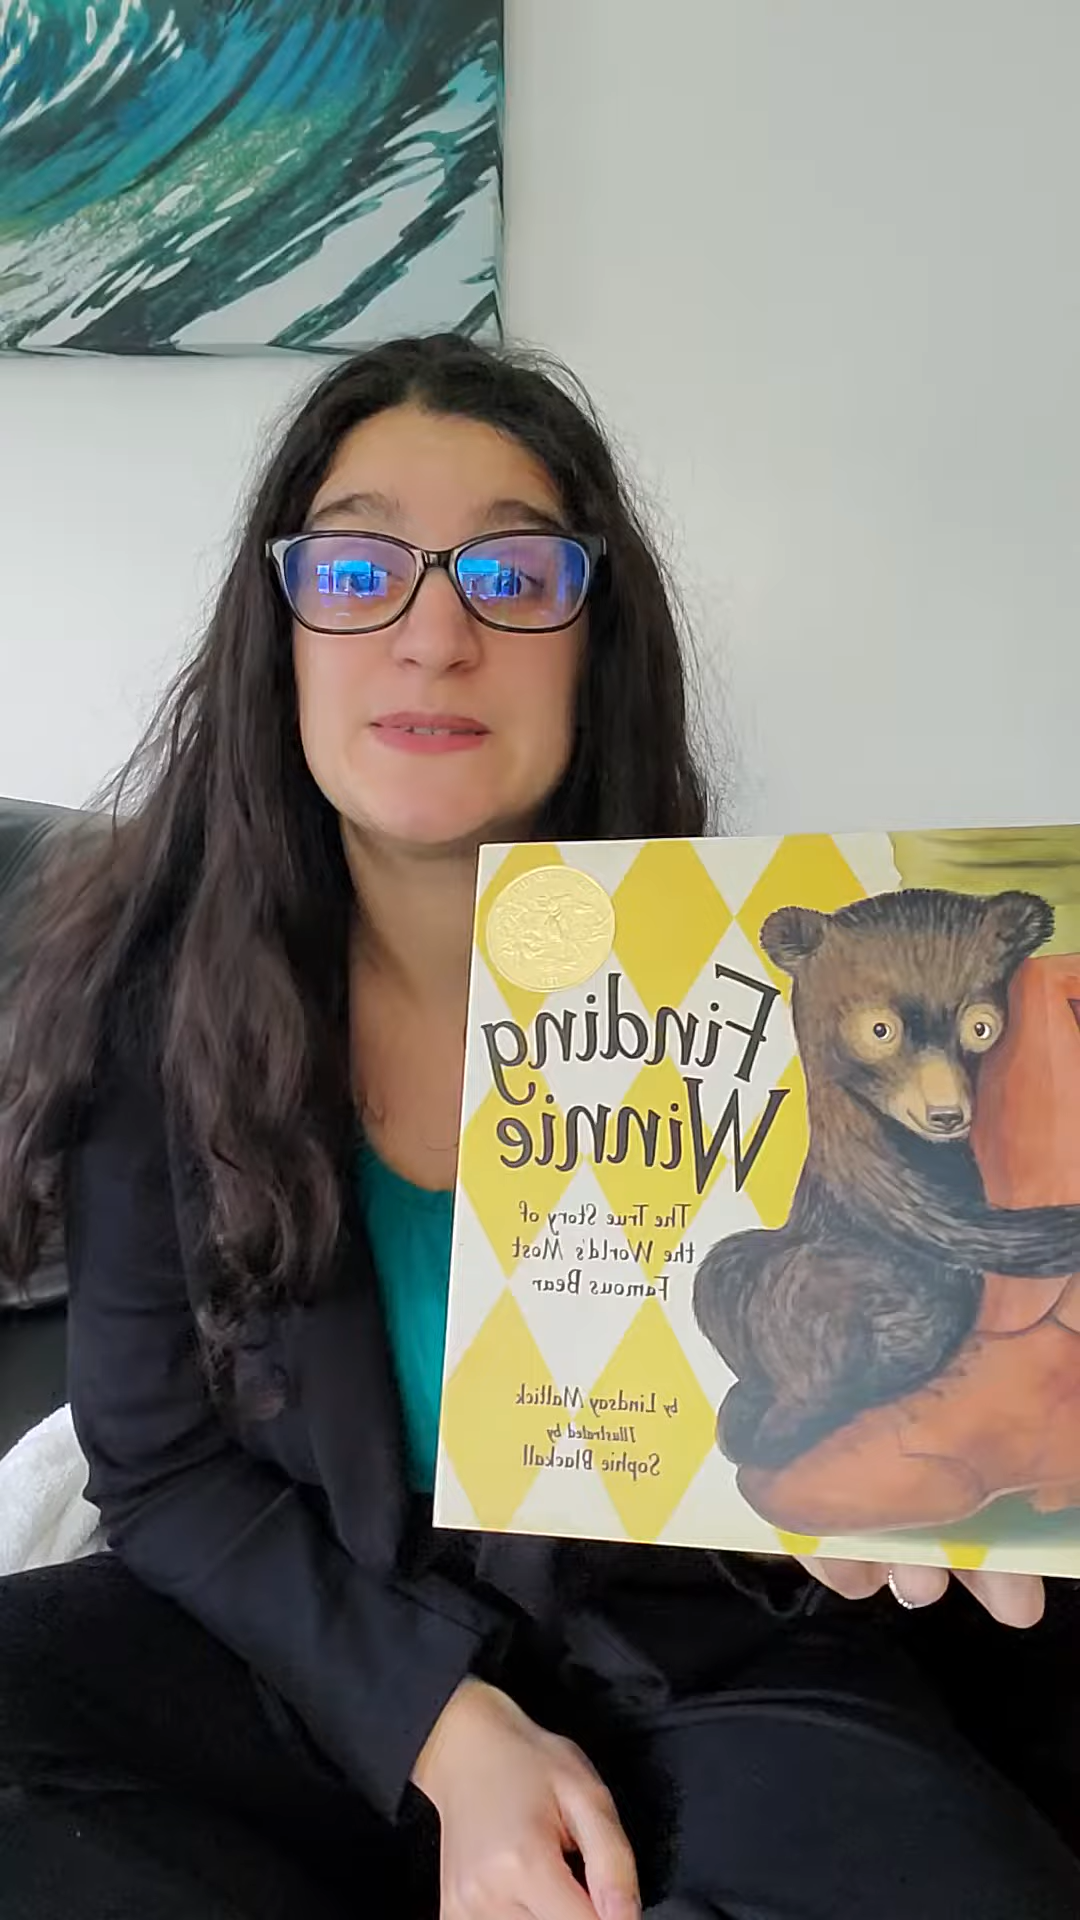 Finding
Winnie
The True Story of
the World's Most
Famous Bear
by Lindsay Mattick
Illustrated by
Sophie Blackall